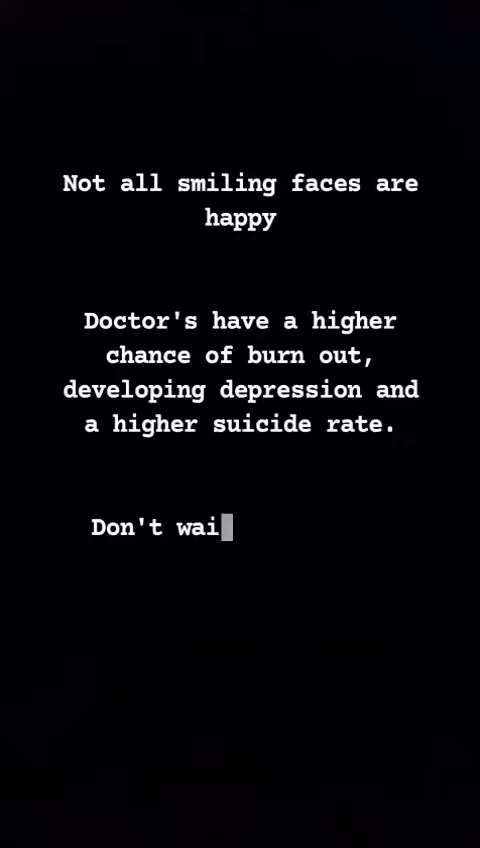 Not all smiling faces are
happy
Doctor's have a higher
chance of burn out,
developing depression and
a higher suicide rate.
Don't wai